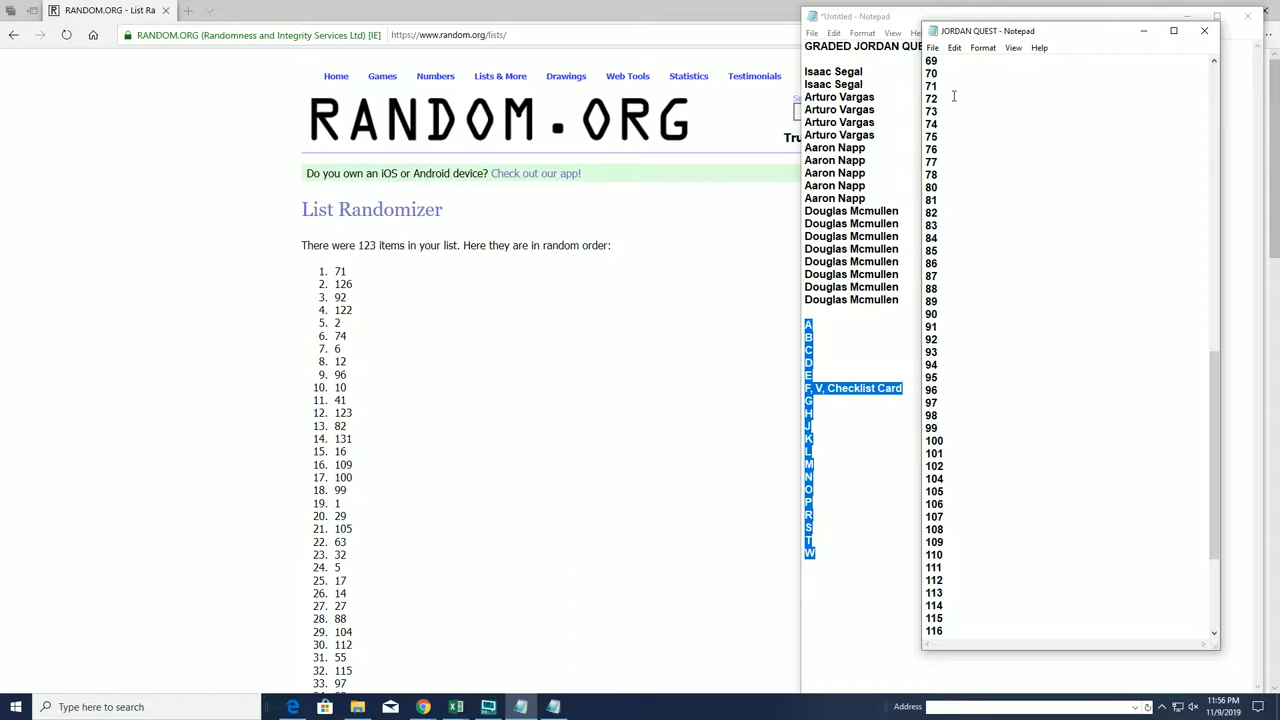 RANDOM.ORG - List Ra
RANDOM.ORG (Randomness and Integrity Services Ltd) [IE]
https://www.random.org/lists/
Home
Games
Numbers
Lists & More
Drawings
Web Tools
Statistics
Testimonials
RANDOM.ORG
Tru
Do you own an iOS or Android device? Check out our app!
List Randomizer
There were 123 items in your list. Here they are in random order:
1. 71
2. 126
3. 92
4. 122
5. 2
6. 74
7. 6
8. 12
9. 96
10. 10
11. 41
12. 123
13. 82
14. 131
15. 16
16. 109
17. 100
18. 99
19. 1
20. 29
21. 105
22. 63
23. 32
24. 5
25. 17
26. 14
27. 27
28. 88
29. 104
30. 112
31. 55
32. 115
33. 97
*Untitled - Notepad
File Edit Format View He
GRADED JORDAN QUE
Isaac Segal
Isaac Segal
Arturo Vargas
Arturo Vargas
Arturo Vargas
Arturo Vargas
Aaron Napp
Aaron Napp
Aaron Napp
Aaron Napp
Aaron Napp
Douglas Mcmullen
Douglas Mcmullen
Douglas Mcmullen
Douglas Mcmullen
Douglas Mcmullen
Douglas Mcmullen
Douglas Mcmullen
Douglas Mcmullen
A
B
C
D
E
F, V, Checklist Card
G
H
J
K
L
M
N
O
P
R
S
T
W
JORDAN QUEST - Notepad
File Edit Format View Help
69
70
71
72
73
74
75
76
77
78
80
81
82
83
84
85
86
87
88
89
90
91
92
93
94
95
96
97
98
99
100
101
102
104
105
106
107
108
109
110
111
112
113
114
115
116
Type here to search
Address
11:56 PM
11/9/2019